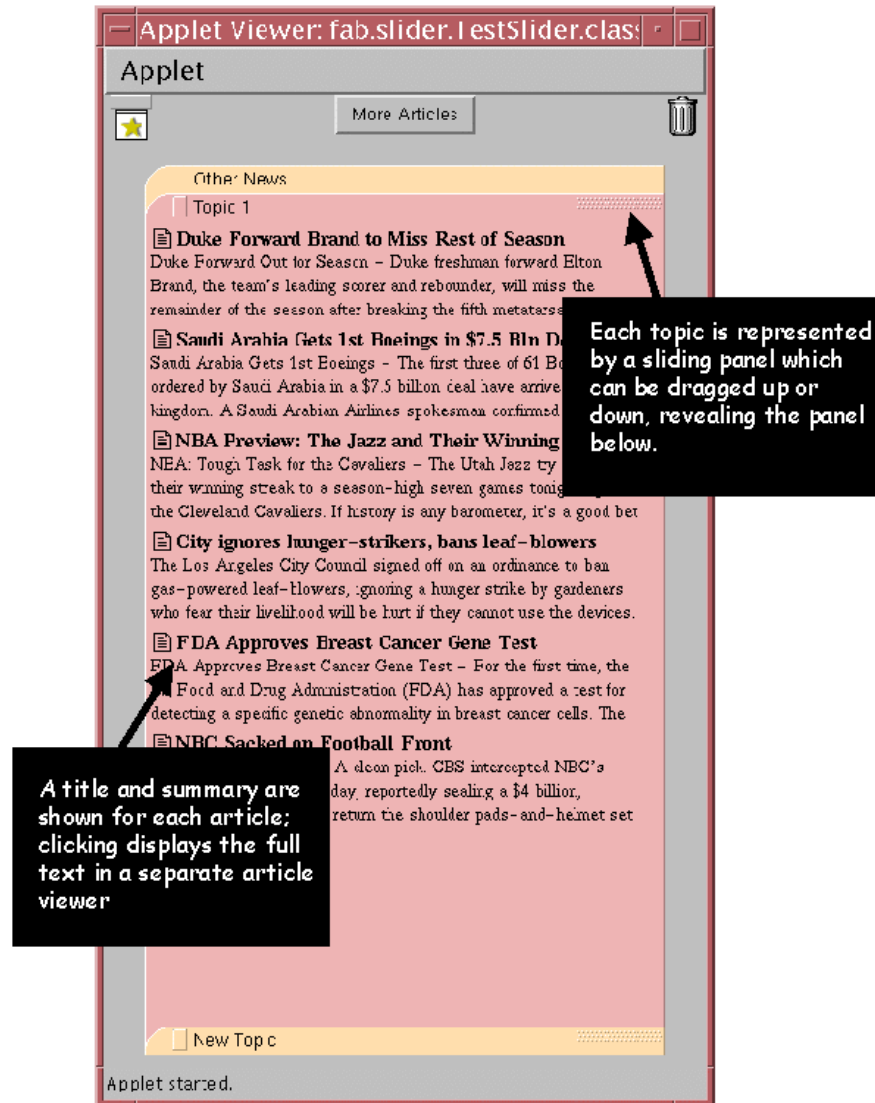 Applet Viewer: fab.slider.TestSlider.class
Applet
More Articles
Other News
Topic 1
Duke Forward Brand to Miss Rest of Season
Duke Forward Out for Season – Duke freshman forward Elton
Brand, the team's leading scorer and rebounder, will miss the
remainder of the season after breaking the fifth metatarsa
Saudi Arabia Gets 1st Boeings in $7.5 Bln D
Saudi Arabia Gets 1st Boeings – The first three of 61 Bo
ordered by Saudi Arabia in a $7.5 billion deal have arrive
kingdom. A Saudi Arabian Airlines spokesman confirmed
NBA Preview: The Jazz and Their Winning
NBA: Tough Task for the Cavaliers – The Utah Jazz try
their winning streak to a season-high seven games
the Cleveland Cavaliers. If history is any barometer, it's a good bet
City ignores hunger-strikers, bans leaf-blowers
The Los Angeles City Council signed off on an ordinance to ban
gas-powered leaf-blowers, ignoring a hunger strike by gardeners
who fear their livelihood will be hurt if they cannot use the devices.
FDA Approves Breast Cancer Gene Test
FDA Approves Breast Cancer Gene Test – For the first time, the
Food and Drug Administration (FDA) has approved a test for
detecting a specific genetic abnormality in breast cancer cells. The
NBC Sacked on Football Front
A clean pick. CBS intercepted NBC's
day, reportedly sealing a $4 billion,
return the shoulder pads-and-helmet set
New Topic
Applet started.
Each topic is represented
by a sliding panel which
can be dragged up or
down, revealing the panel
below.
A title and summary are
shown for each article;
clicking displays the full
text in a separate article
viewer